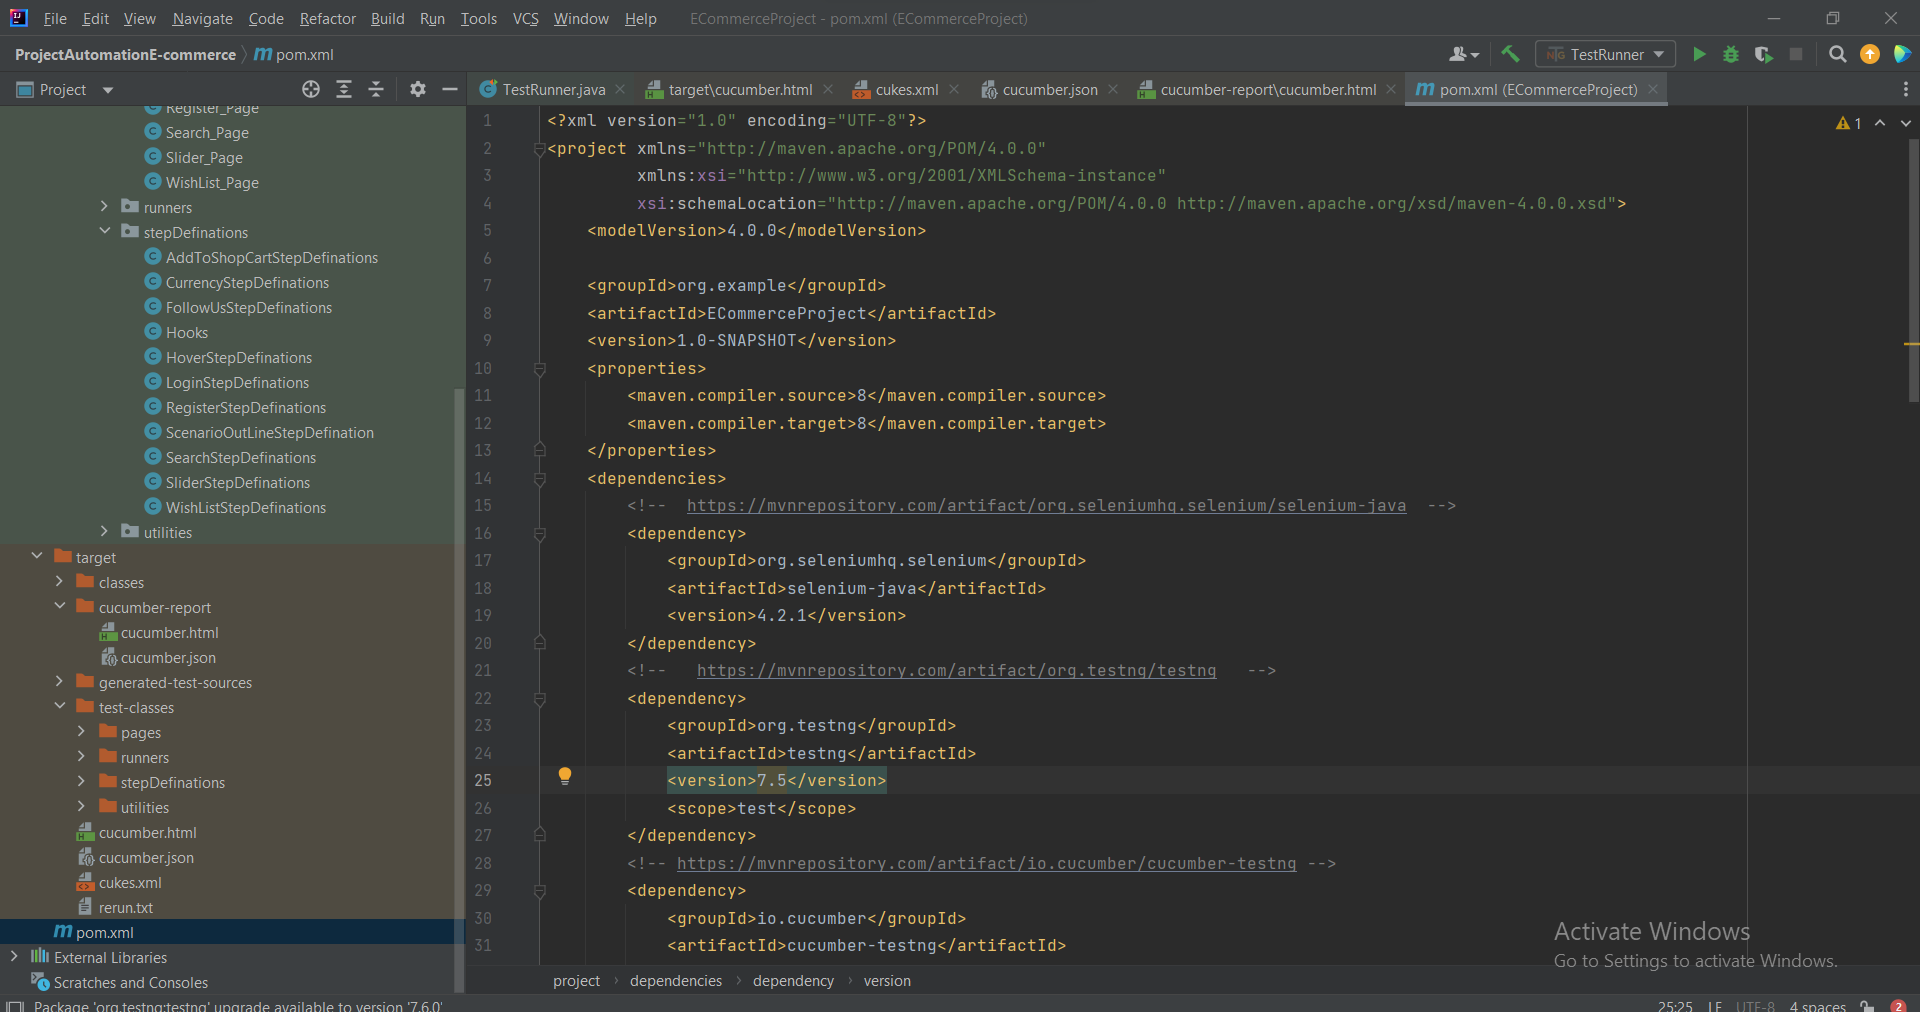 File Edit View Navigate Code Refactor Build Run Tools VCS Window Help ECommerceProject - pom.xml (ECommerceProject)
ProjectAutomationE-commerce pom.xml TestRunner
Project
TestRunner.java target\cucumber.html cukes.xml cucumber.json cucumber-report\cucumber.html pom.xml (ECommerceProject)
Register_Page
Search_Page
Slider_Page
WishList_Page
runners
stepDefinations
AddToShopCartStepDefinations
CurrencyStepDefinations
FollowUsStepDefinations
Hooks
HoverStepDefinations
LoginStepDefinations
RegisterStepDefinations
ScenarioOutLineStepDefination
SearchStepDefinations
SliderStepDefinations
WishListStepDefinations
utilities
target
classes
cucumber-report
cucumber.html
cucumber.json
generated-test-sources
test-classes
pages
runners
stepDefinations
utilities
cucumber.html
cucumber.json
cukes.xml
rerun.txt
pom.xml
External Libraries
Scratches and Consoles
1
1 <?xml version="1.0" encoding="UTF-8"?>
2 <project xmlns="http://maven.apache.org/POM/4.0.0"
3 xmlns:xsi="http://www.w3.org/2001/XMLSchema-instance"
4 xsi:schemaLocation="http://maven.apache.org/POM/4.0.0 http://maven.apache.org/xsd/maven-4.0.0.xsd">
5 <modelVersion>4.0.0</modelVersion>
6
7 <groupId>org.example</groupId>
8 <artifactId>ECommerceProject</artifactId>
9 <version>1.0-SNAPSHOT</version>
10 <properties>
11 <maven.compiler.source>8</maven.compiler.source>
12 <maven.compiler.target>8</maven.compiler.target>
13 </properties>
14 <dependencies>
15 <!-- https://mvnrepository.com/artifact/org.seleniumhq.selenium/selenium-java -->
16 <dependency>
17 <groupId>org.seleniumhq.selenium</groupId>
18 <artifactId>selenium-java</artifactId>
19 <version>4.2.1</version>
20 </dependency>
21 <!-- https://mvnrepository.com/artifact/org.testng/testng -->
22 <dependency>
23 <groupId>org.testng</groupId>
24 <artifactId>testng</artifactId>
25 <version>7.5</version>
26 <scope>test</scope>
27 </dependency>
28 <!-- https://mvnrepository.com/artifact/io.cucumber/cucumber-testng -->
29 <dependency>
30 <groupId>io.cucumber</groupId>
31 <artifactId>cucumber-testng</artifactId>
Activate Windows
Go to Settings to activate Windows.
project dependencies dependency version
Package 'org.testng:testng' upgrade available to version '7.6.0' 25:25 LF UTF-8 4 spaces 2